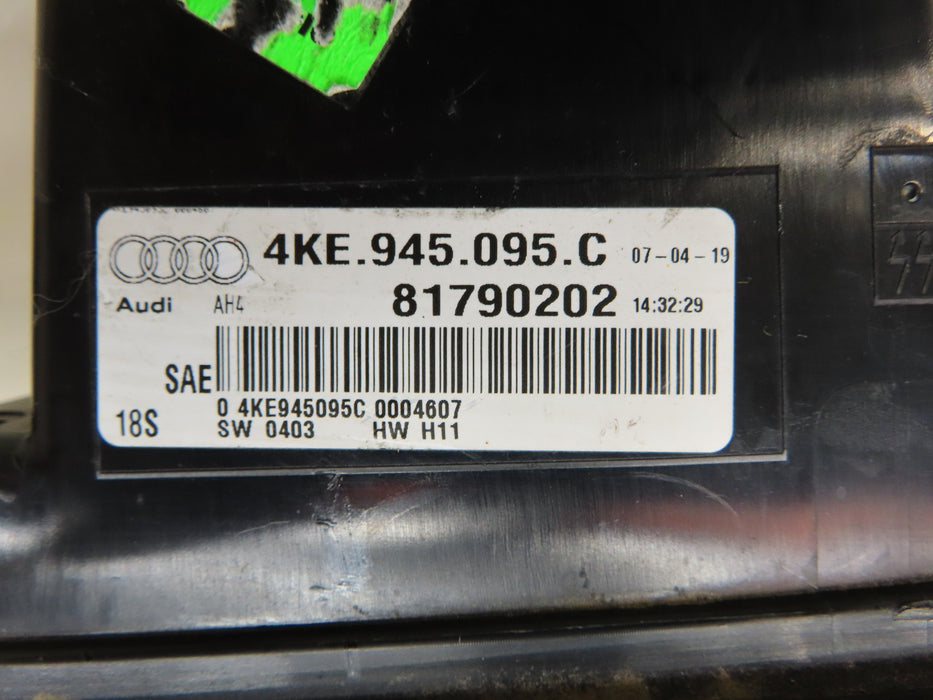 4KE.945.095.C 07-04-19
Audi AH4 81790202 14:32:29
SAE
0 4KE945095C 0004607
18S SW 0403 HW H11